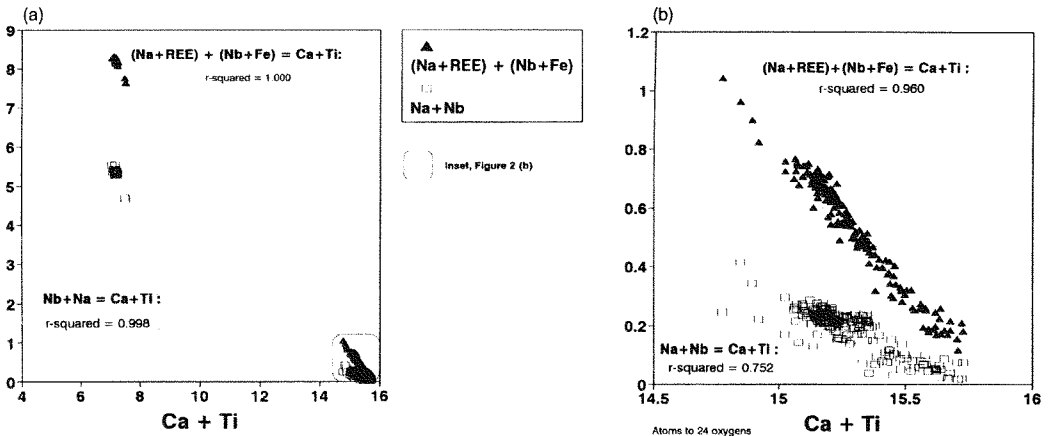 (a)
9
8
7
6
5
4
3
2
1
0
(Na+REE) + (Nb+Fe) = Ca+Ti:
r-squared = 1.000
Nb+Na = Ca+Ti :
r-squared = 0.998
4 6 8 10 12 14 16
Ca + Ti
(Na+REE) + (Nb+Fe)
Na+Nb
Inset, Figure 2 (b)
(b)
1.2
1
0.8
0.6
0.4
0.2
0
(Na+REE)+(Nb+Fe)=Ca+Ti :
r-squared = 0.960
Na+Nb = Ca+Ti :
r-squared = 0.752
14.5 15 15.5 16
Atoms to 24 oxygens
Ca + Ti